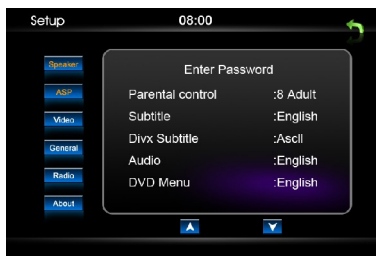 Setup 08:00
Speaker
ASP
Video
General
Radio
About
Enter Password
Parental control :8 Adult
Subtitle :English
Divx Subtitle :AscII
Audio :English
DVD Menu :English